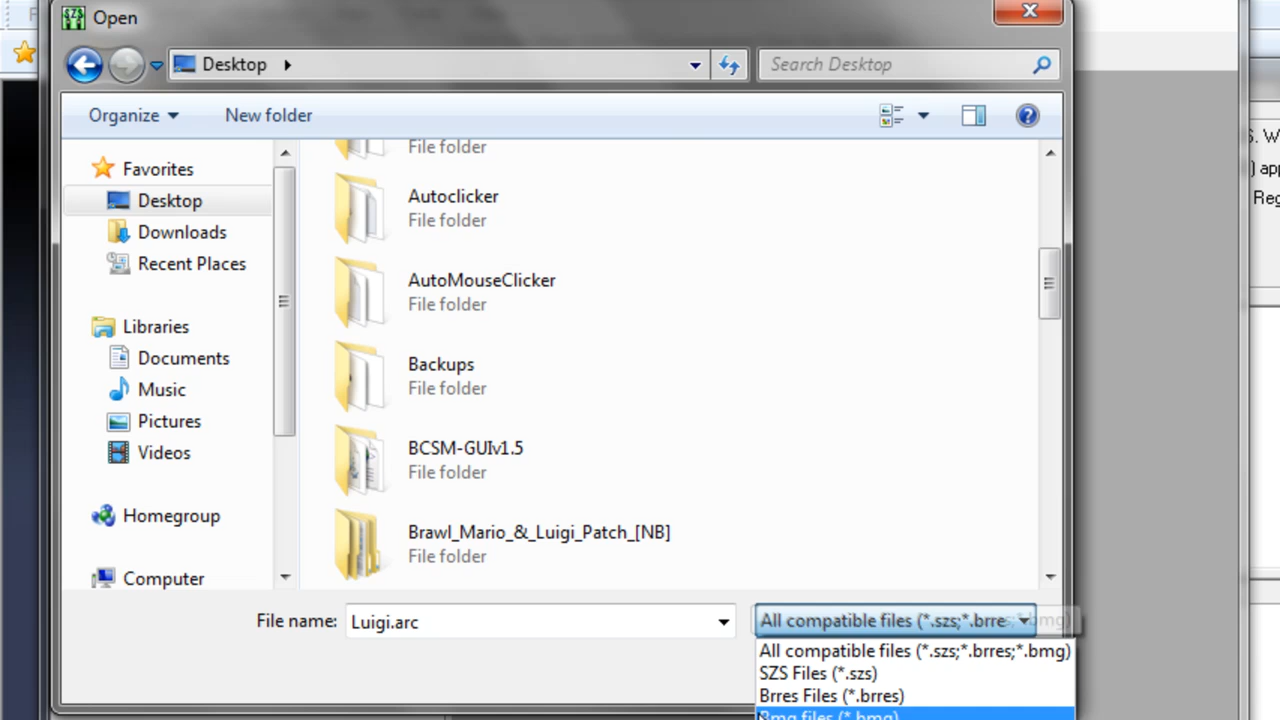 Open
Desktop
Search Desktop
Organize
New folder
Favorites
Desktop
Downloads
Recent Places
Libraries
Documents
Music
Pictures
Videos
Homegroup
Computer
File folder
Autoclicker
File folder
AutoMouseClicker
File folder
Backups
File folder
BCSM-GUIv1.5
File folder
Brawl_Mario_&_Luigi_Patch_[NB]
File folder
File name:
Luigi.arc
All compatible files (*.szs;*.brre
All compatible files (*.szs;*.brres;*.bmg)
SZS Files (*.szs)
Brres Files (*.brres)
Bmg files (*.bmg)
S. W
) app
Reg